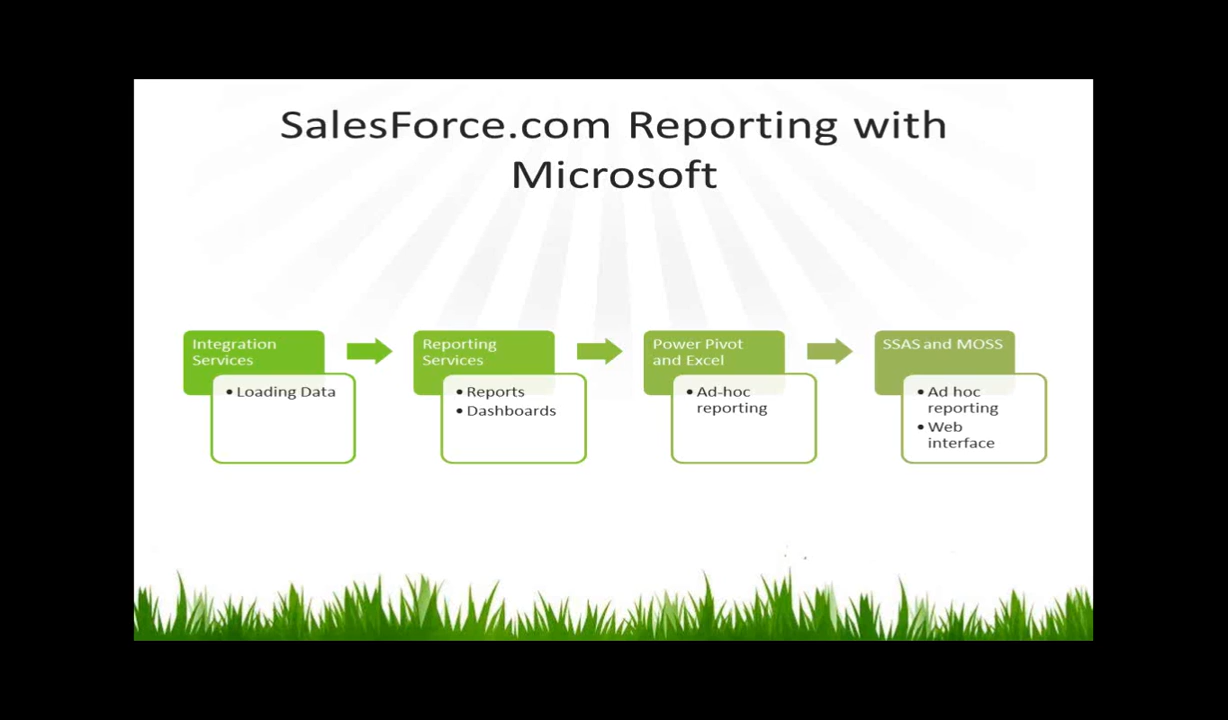 SalesForce.com Reporting with
Microsoft
Integration
Services
• Loading Data
Reporting
Services
• Reports
• Dashboards
Power Pivot
and Excel
• Ad-hoc
reporting
SSAS and MOSS
• Ad hoc
reporting
• Web
interface